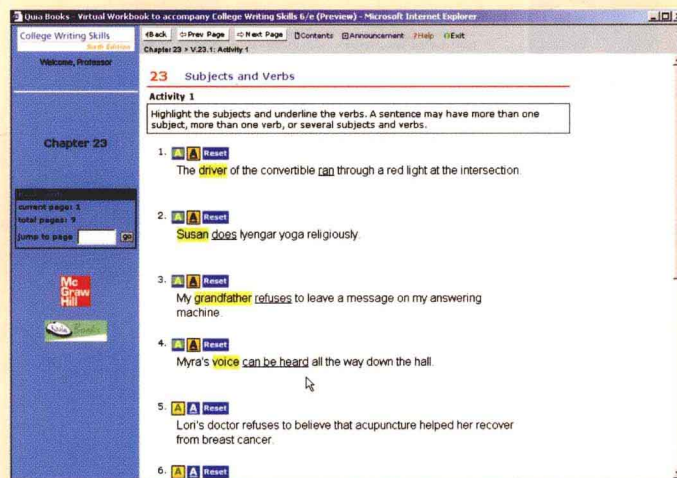 Quia Books - Virtual Workbook to accompany College Writing Skills 6/e (Preview) - Microsoft Internet Explorer
College Writing Skills
Sixth Edition
Welcome, Professor
Back
Prev Page
Next Page
Contents
Announcement
Help
Exit
Chapter 23 > V.23.1: Activity 1
Chapter 23
current page: 1
total pages: 9
jump to page
go
Mc
Graw
Hill
Quia Books
23 Subjects and Verbs
Activity 1
Highlight the subjects and underline the verbs. A sentence may have more than one
subject, more than one verb, or several subjects and verbs.
1. A A Reset
The driver of the convertible ran through a red light at the intersection.
2. A A Reset
Susan does Iyengar yoga religiously.
3. A A Reset
My grandfather refuses to leave a message on my answering
machine.
4. A A Reset
Myra's voice can be heard all the way down the hall.
5. A A Reset
Lori's doctor refuses to believe that acupuncture helped her recover
from breast cancer.
6. A A Reset